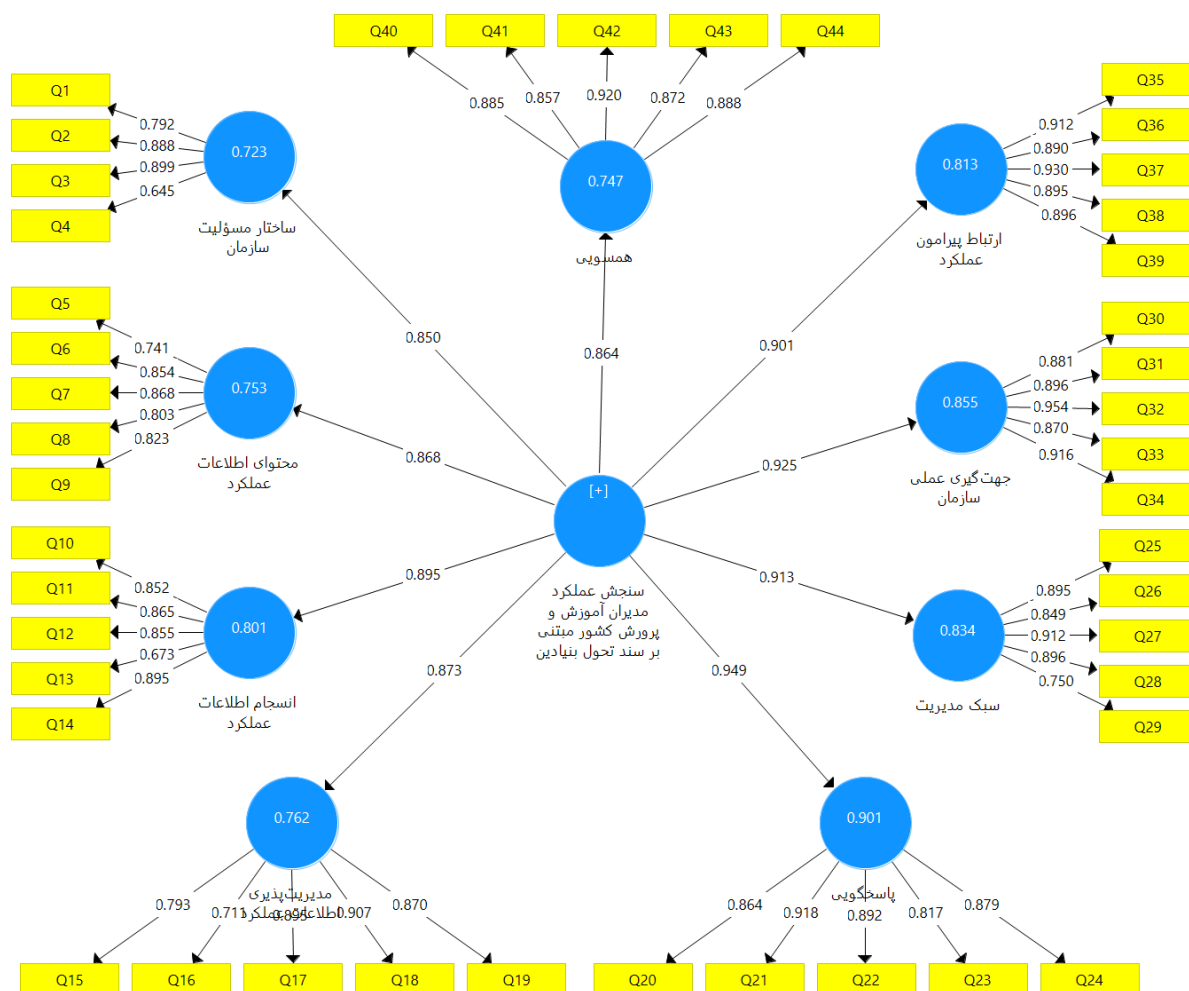 Q40 Q41 Q42 Q43 Q44
0.885 0.857 0.920 0.872 0.888
0.747
همسویی
0.864
Q1
Q2
Q3
Q4
0.792
0.888
0.899
0.645
0.723
ساختار مسؤلیت
سازمان
0.850
Q35
Q36
Q37
Q38
Q39
0.912
0.890
0.930
0.895
0.896
0.813
ارتباط پیرامون
عملکرد
0.901
Q5
Q6
Q7
Q8
Q9
0.741
0.854
0.868
0.803
0.823
0.753
محتوای اطلاعات
عملکرد
0.868
Q30
Q31
Q32
Q33
Q34
0.881
0.896
0.954
0.870
0.916
0.855
جهت‌گیری عملی
سازمان
0.925
[+]
سنجش عملکرد
مدیران آموزش و
پرورش کشور مبتنی
بر سند تحول بنیادین
Q10
Q11
Q12
Q13
Q14
0.852
0.865
0.855
0.673
0.895
0.801
انسجام اطلاعات
عملکرد
0.895
Q25
Q26
Q27
Q28
Q29
0.895
0.849
0.912
0.896
0.750
0.834
سبک مدیریت
0.913
0.873
0.762
مدیریت‌پذیری
اطلاعات عملکرد
0.793 0.711 0.907 0.870
Q15 Q16 Q17 Q18 Q19
0.949
0.901
پاسخگویی
0.864 0.918 0.892 0.817 0.879
Q20 Q21 Q22 Q23 Q24